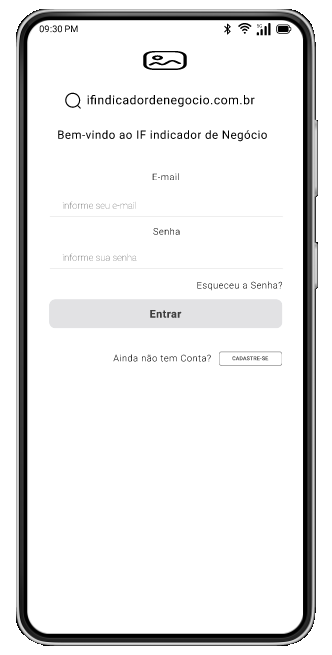 09:30 PM
5G
ifindicadordenegocio.com.br
Bem-vindo ao IF indicador de Negócio
E-mail
informe seu e-mail
Senha
informe sua senha
Esqueceu a Senha?
Entrar
Ainda não tem Conta? CADASTRE-SE